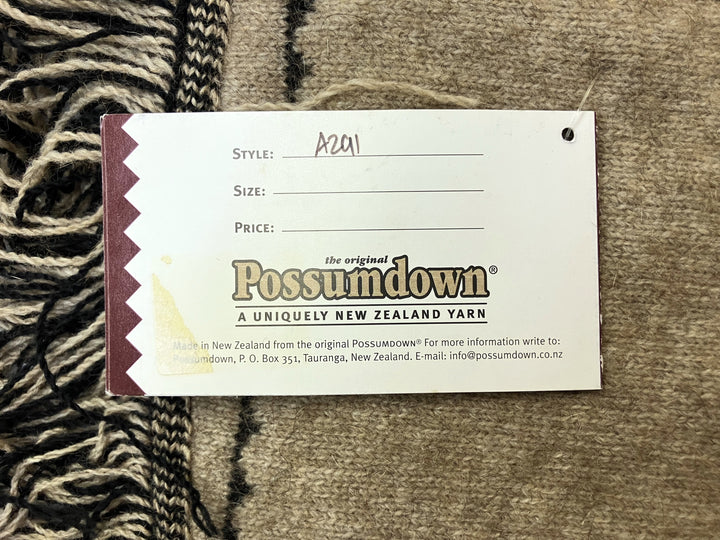 STYLE: A291
SIZE:
PRICE:
the original
Possumdown®
A UNIQUELY NEW ZEALAND YARN
Made in New Zealand from the original POSSUMDOWN® For more information write to:
Possumdown, P. O. Box 351, Tauranga, New Zealand. E-mail: info@possumdown.co.nz